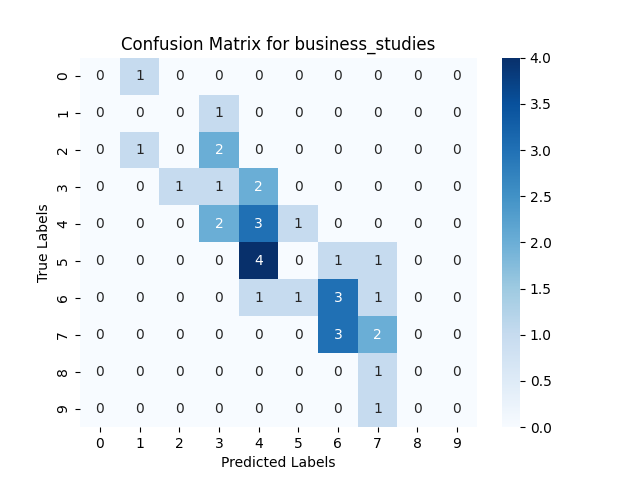 Confusion Matrix for business_studies
0 0 1 0 0 0 0 0 0 0 0
1 0 0 0 1 0 0 0 0 0 0
2 0 1 0 2 0 0 0 0 0 0
3 0 0 1 1 2 0 0 0 0 0
4 0 0 0 2 3 1 0 0 0 0
5 0 0 0 0 4 0 1 1 0 0
6 0 0 0 0 1 1 3 1 0 0
7 0 0 0 0 0 0 3 2 0 0
8 0 0 0 0 0 0 0 1 0 0
9 0 0 0 0 0 0 0 1 0 0
0 1 2 3 4 5 6 7 8 9
True Labels
Predicted Labels
4.0
3.5
3.0
2.5
2.0
1.5
1.0
0.5
0.0